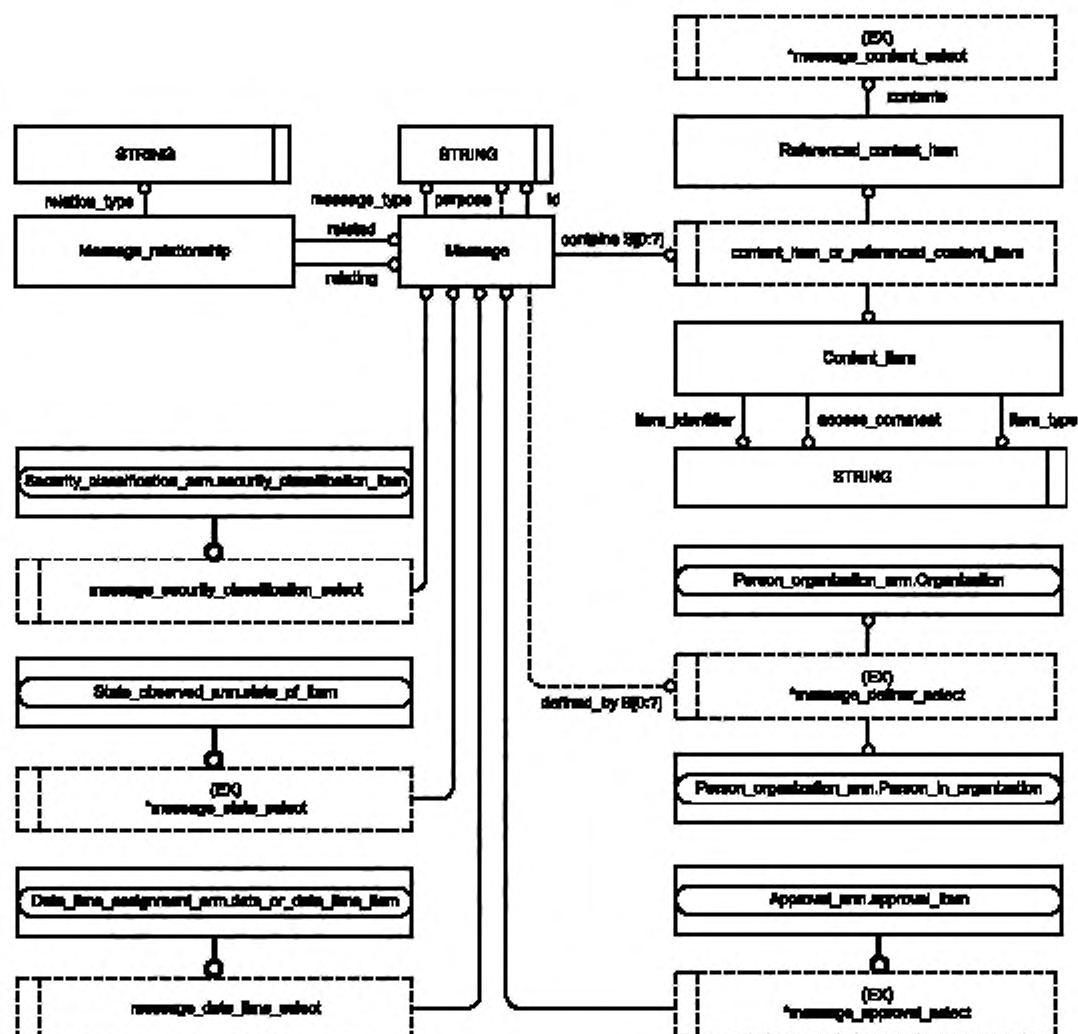 (EX)
*message_content_select
contents
STRING
STRING
Referenced_content_item
relation_type
message_type
purpose
id
Message_relationship
related
relating
Message
contains S[0:?]
content_item_or_referenced_content_item
Content_item
item_identifier
access_comment
item_type
STRING
Security_classification_arm.security_classification_item
message_security_classification_select
Person_organization_arm.Organization
State_observed_arm.state_of_item
defined_by S[0:?]
(EX)
*message_definer_select
(EX)
*message_state_select
Person_organization_arm.Person_in_organization
Date_time_assignment_arm.date_or_date_time_item
Approval_arm.approval_item
message_date_time_select
(EX)
*message_approval_select